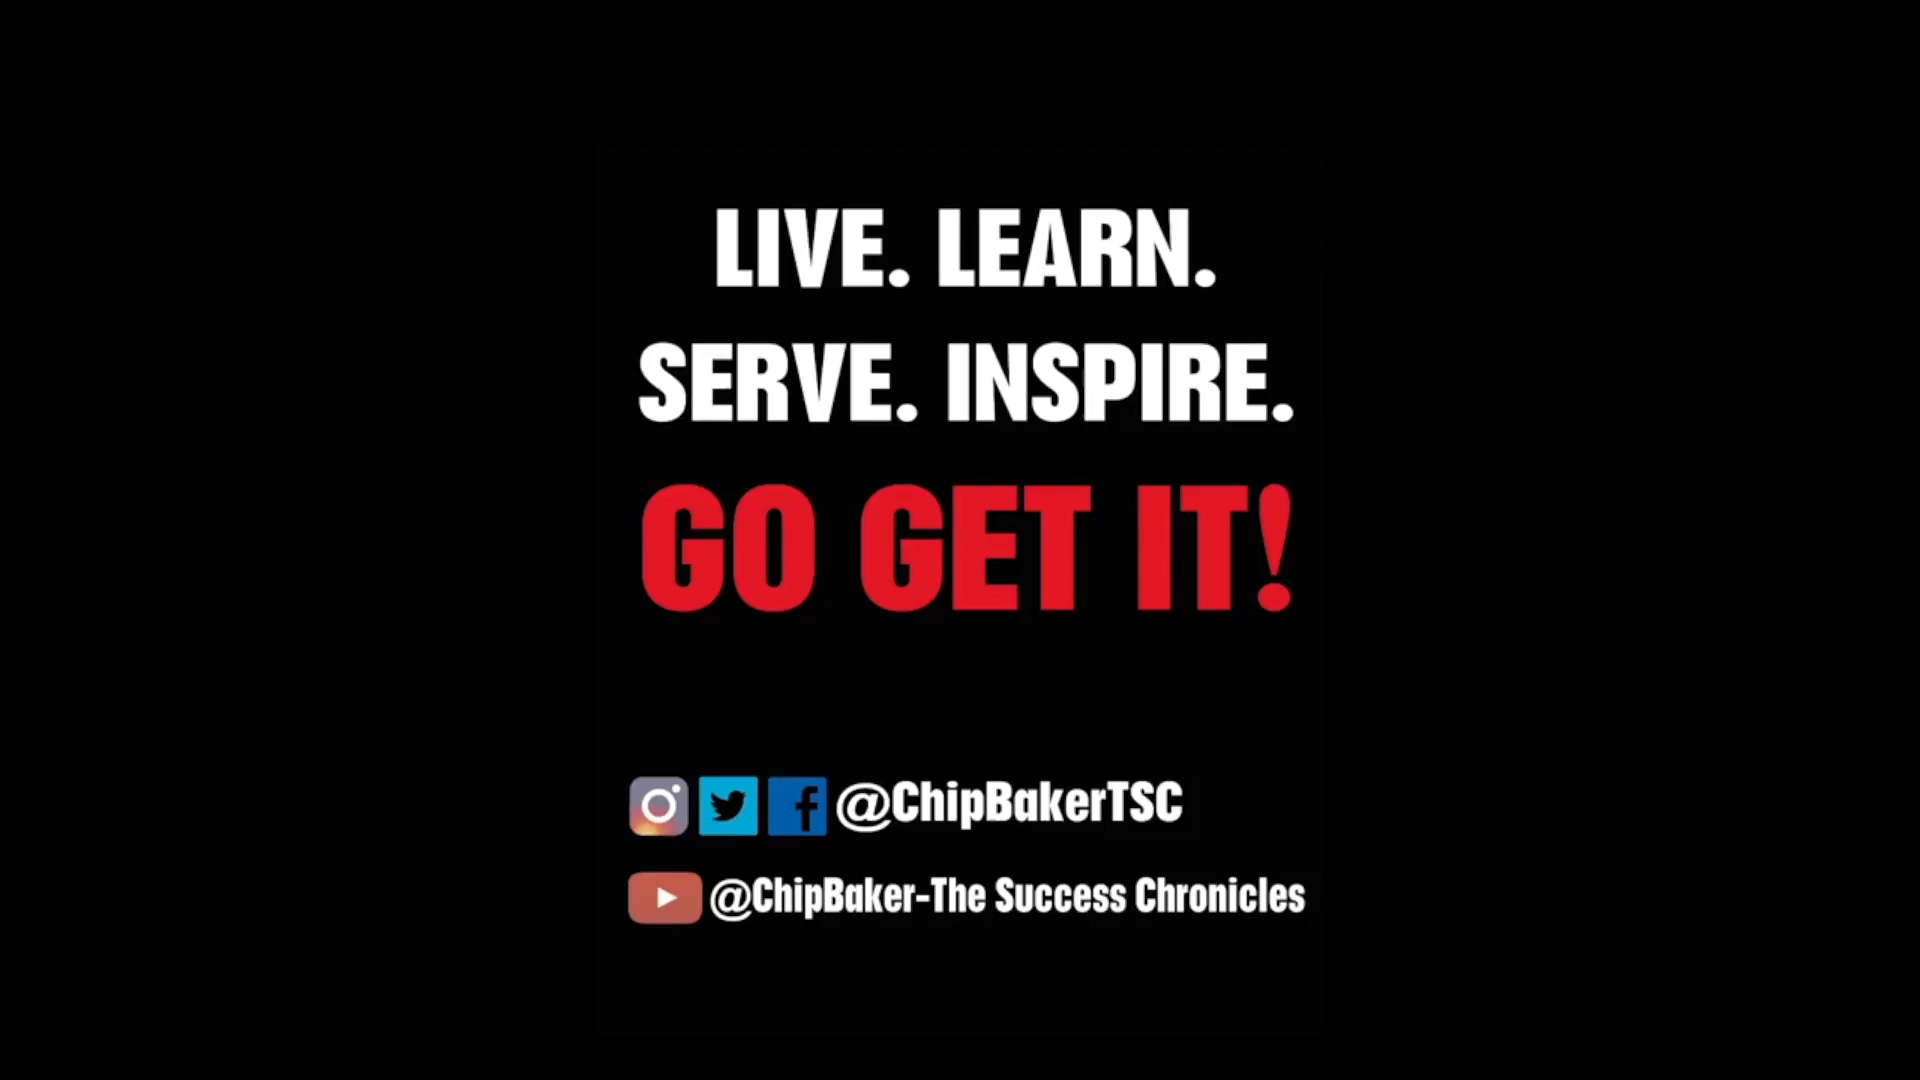 LIVE. LEARN.
SERVE. INSPIRE.
GO GET IT!
@ChipBakerTSC
@ChipBaker-The Success Chronicles